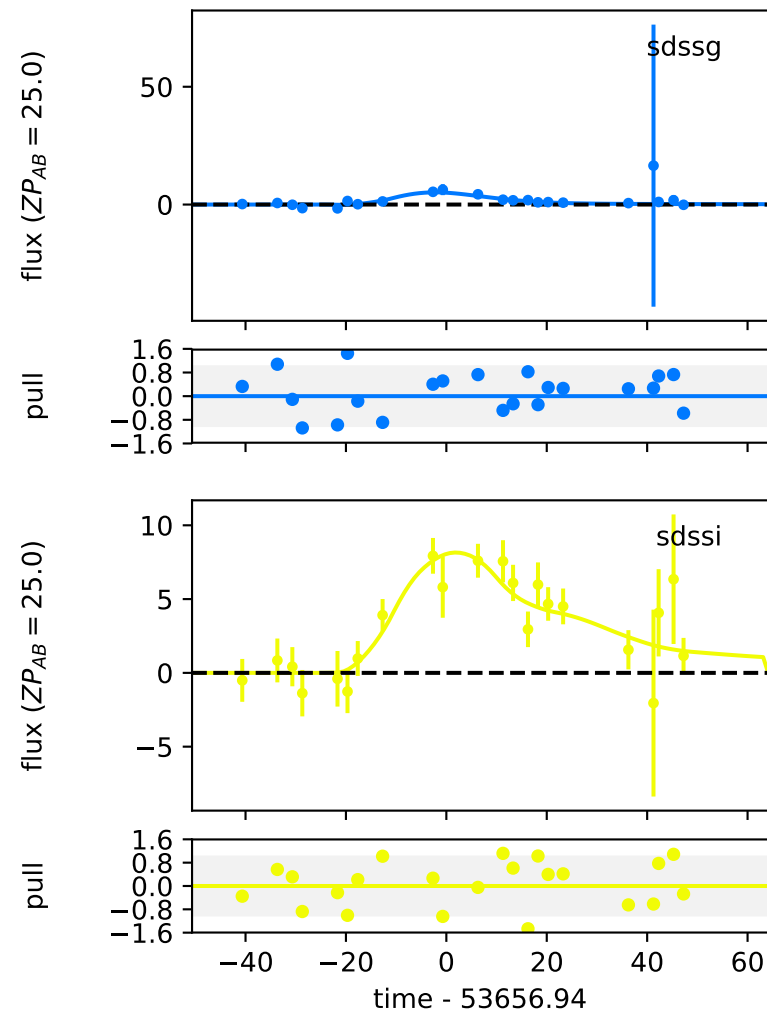 sdssg
flux (ZP_AB = 25.0)
50
0
pull
1.6
0.8
0.0
−0.8
−1.6
sdssi
flux (ZP_AB = 25.0)
10
5
0
−5
pull
1.6
0.8
0.0
−0.8
−1.6
−40 −20 0 20 40 60
time - 53656.94